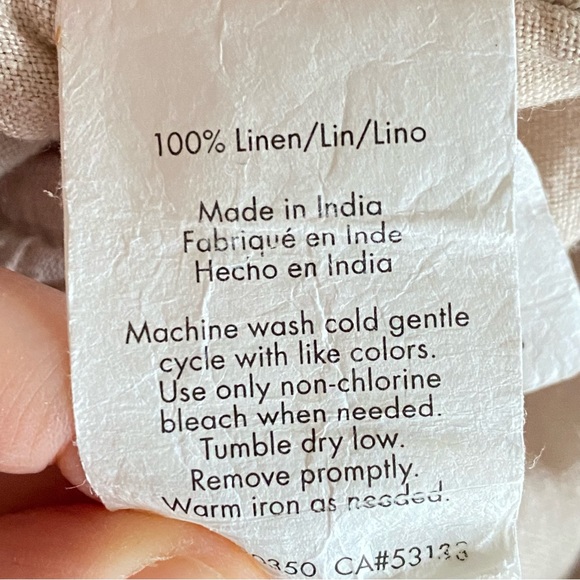 100% Linen/Lin/Lino
Made in India
Fabriqué en Inde
Hecho en India
Machine wash cold gentle
cycle with like colors.
Use only non-chlorine
bleach when needed.
Tumble dry low.
Remove promptly.
Warm iron as needed.
CA#53133